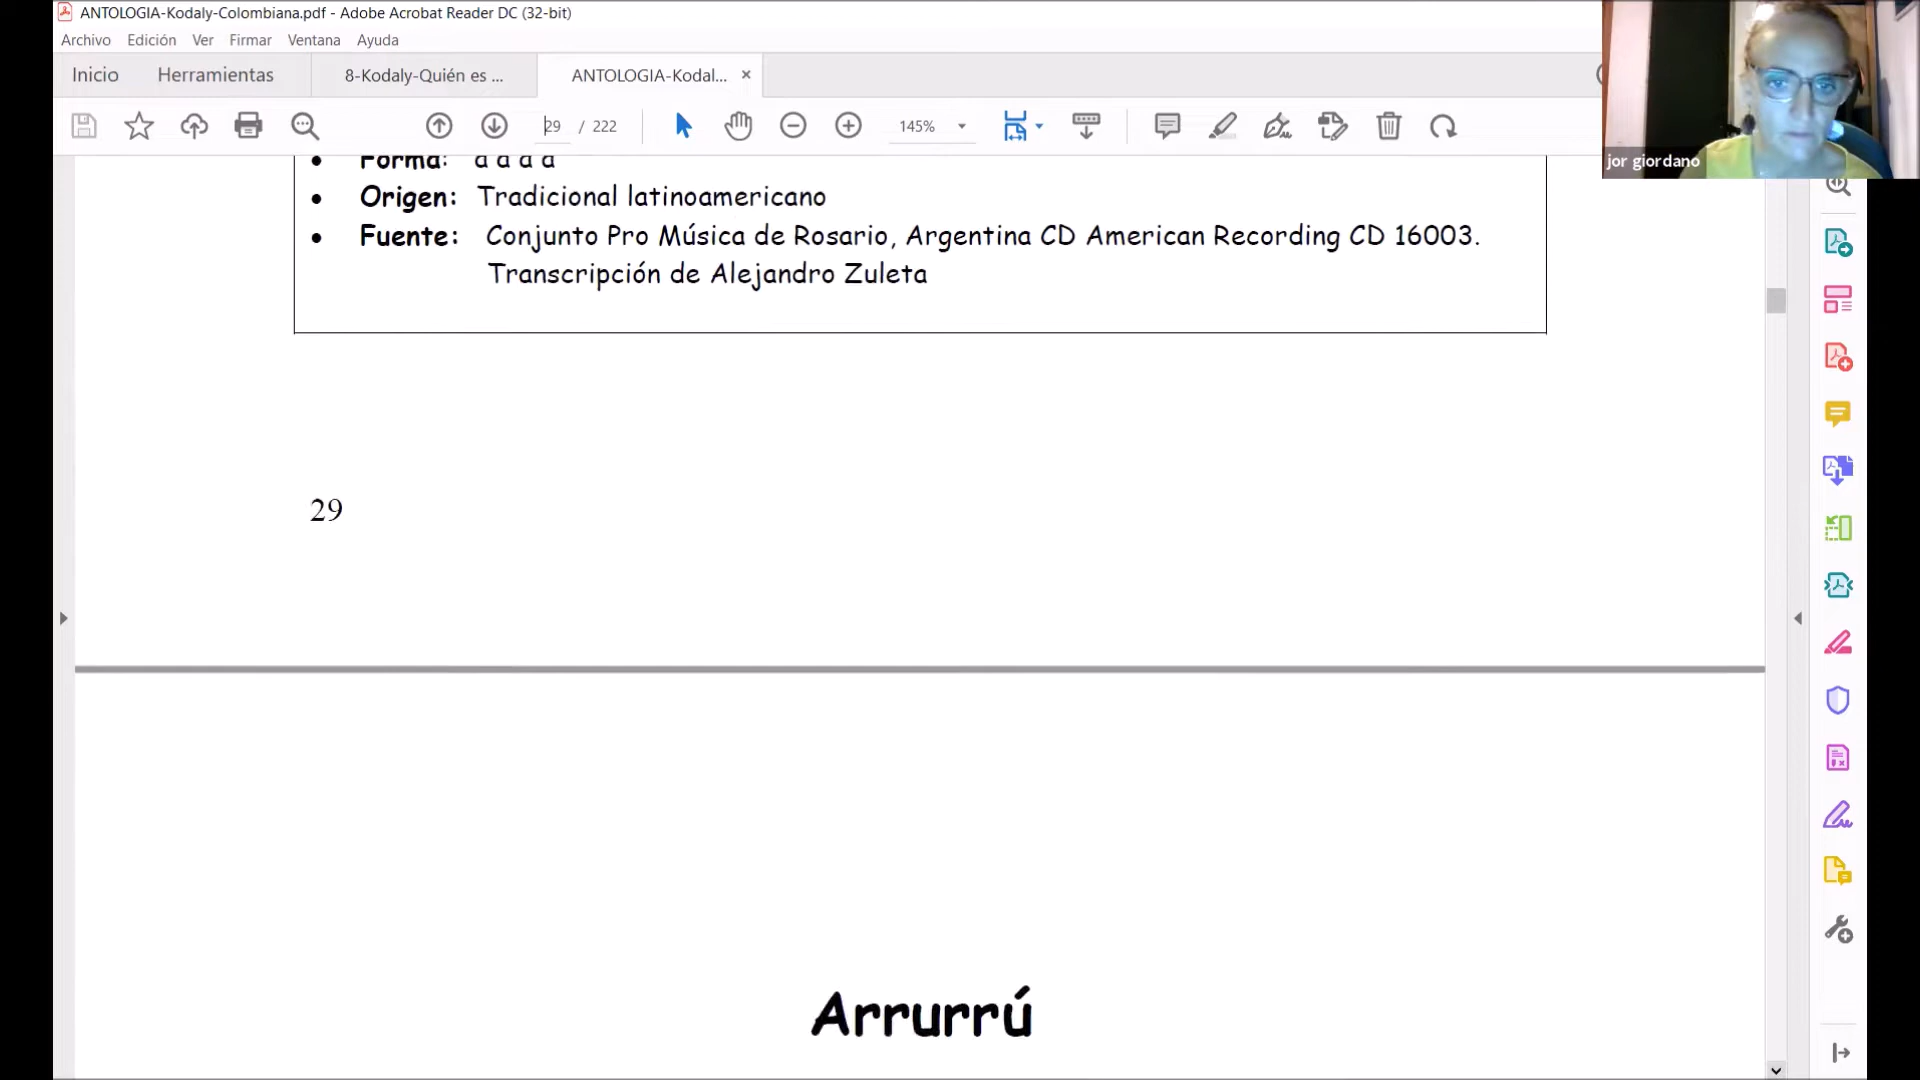 ANTOLOGIA-Kodaly-Colombiana.pdf - Adobe Acrobat Reader DC (32-bit)
Archivo Edición Ver Firmar Ventana Ayuda
Inicio Herramientas 8-Kodaly-Quién es ... ANTOLOGIA-Kodal... ×
29 / 222 145%
jor giordano
• Forma: a a a a
• Origen: Tradicional latinoamericano
• Fuente: Conjunto Pro Música de Rosario, Argentina CD American Recording CD 16003.
Transcripción de Alejandro Zuleta
29
Arrurrú